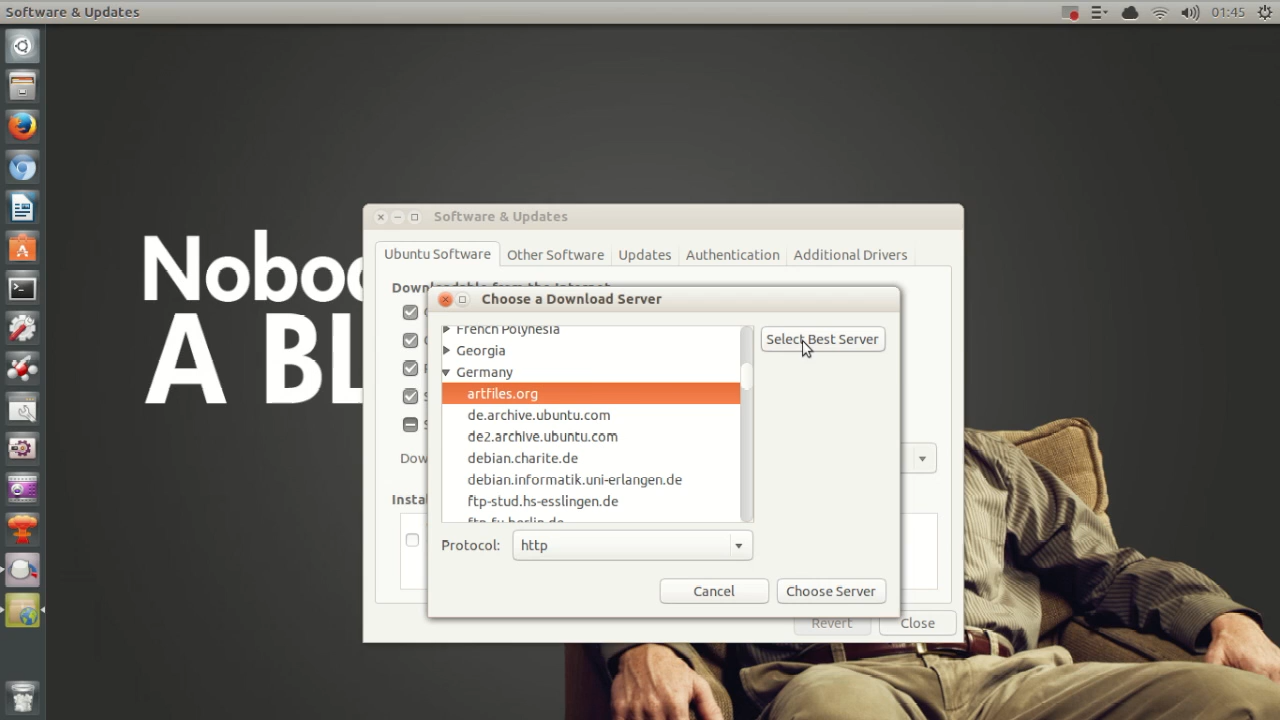 Software & Updates
01:45
Nobod
A BL
Software & Updates
Ubuntu Software Other Software Updates Authentication Additional Drivers
Choose a Download Server
French Polynesia
Georgia
Germany
artfiles.org
de.archive.ubuntu.com
de2.archive.ubuntu.com
debian.charite.de
debian.informatik.uni-erlangen.de
ftp-stud.hs-esslingen.de
Select Best Server
Dow
Instal
Protocol: http
Cancel Choose Server
Revert Close